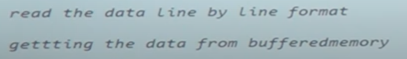 read the data line by line format
gettting the data from bufferedmemory